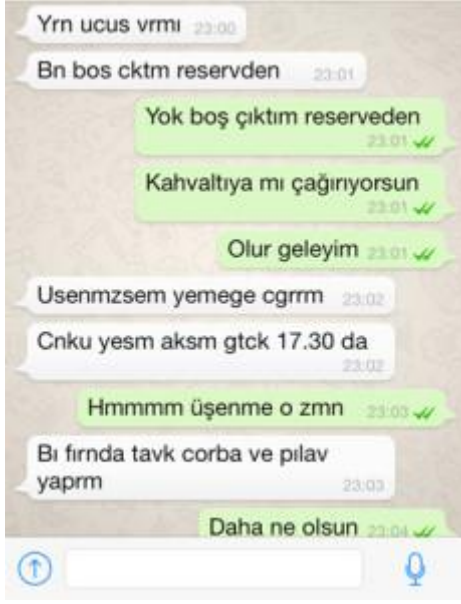 Yrn ucus vrmı 23:00
Bn bos cktm reservden 23:01
Yok boş çıktım reserveden
23:01
Kahvaltıya mı çağırıyorsun
23:01
Olur geleyim 23:01
Usenmzsem yemege cgrrm 23:02
Cnku yesm aksm gtck 17.30 da
23:02
Hmmmm üşenme o zmn 23:03
Bı fırnda tavk corba ve pılav
yaprm 23:03
Daha ne olsun 23:04